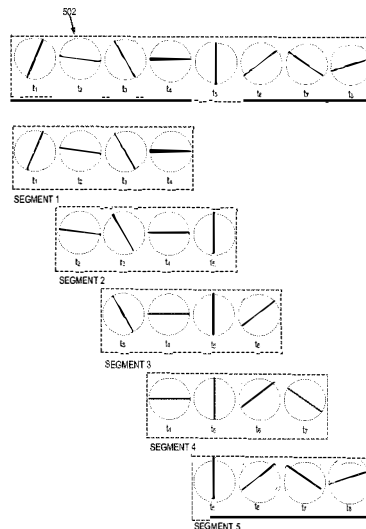 502
t1 t2 t3 t4 t5 t6 t7 t8
t1 t2 t3 t4
SEGMENT 1
t2 t3 t4 t5
SEGMENT 2
t3 t4 t5 t6
SEGMENT 3
t4 t5 t6 t7
SEGMENT 4
t5 t6 t7 t8
SEGMENT 5